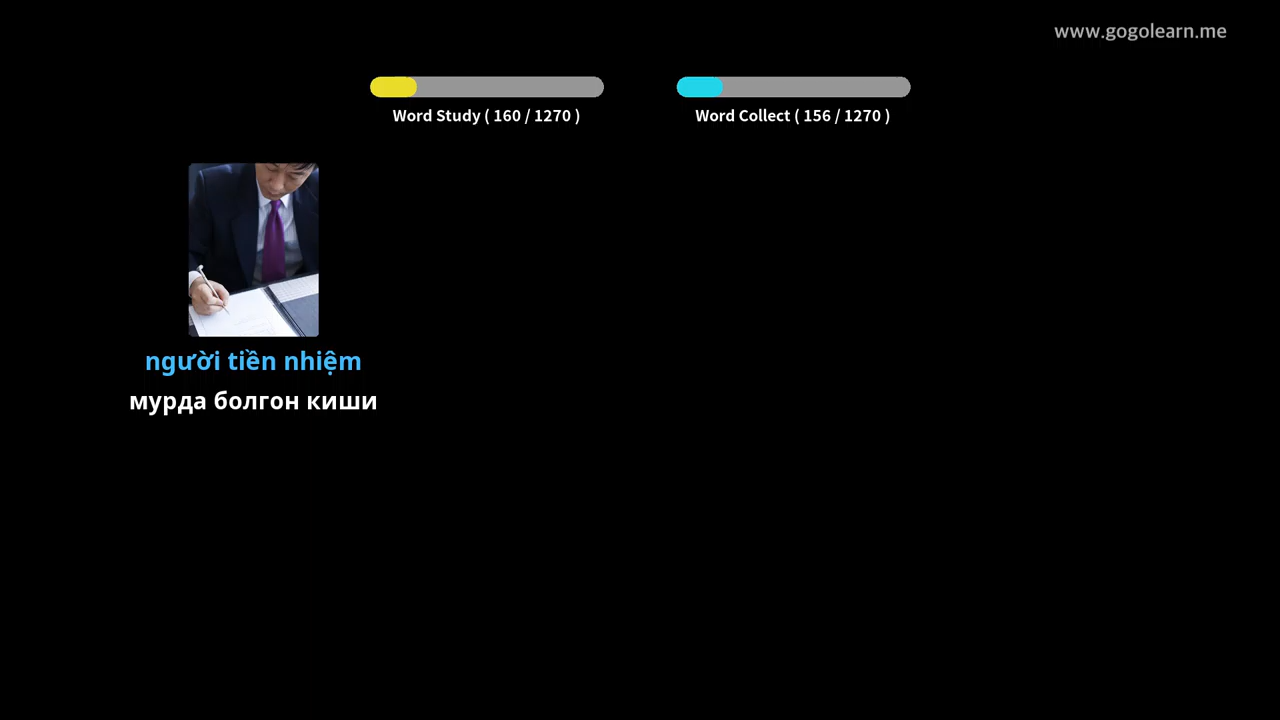 www.gogolearn.me
Word Study ( 160 / 1270 )
Word Collect ( 156 / 1270 )
người tiền nhiệm
мурда болгон киши